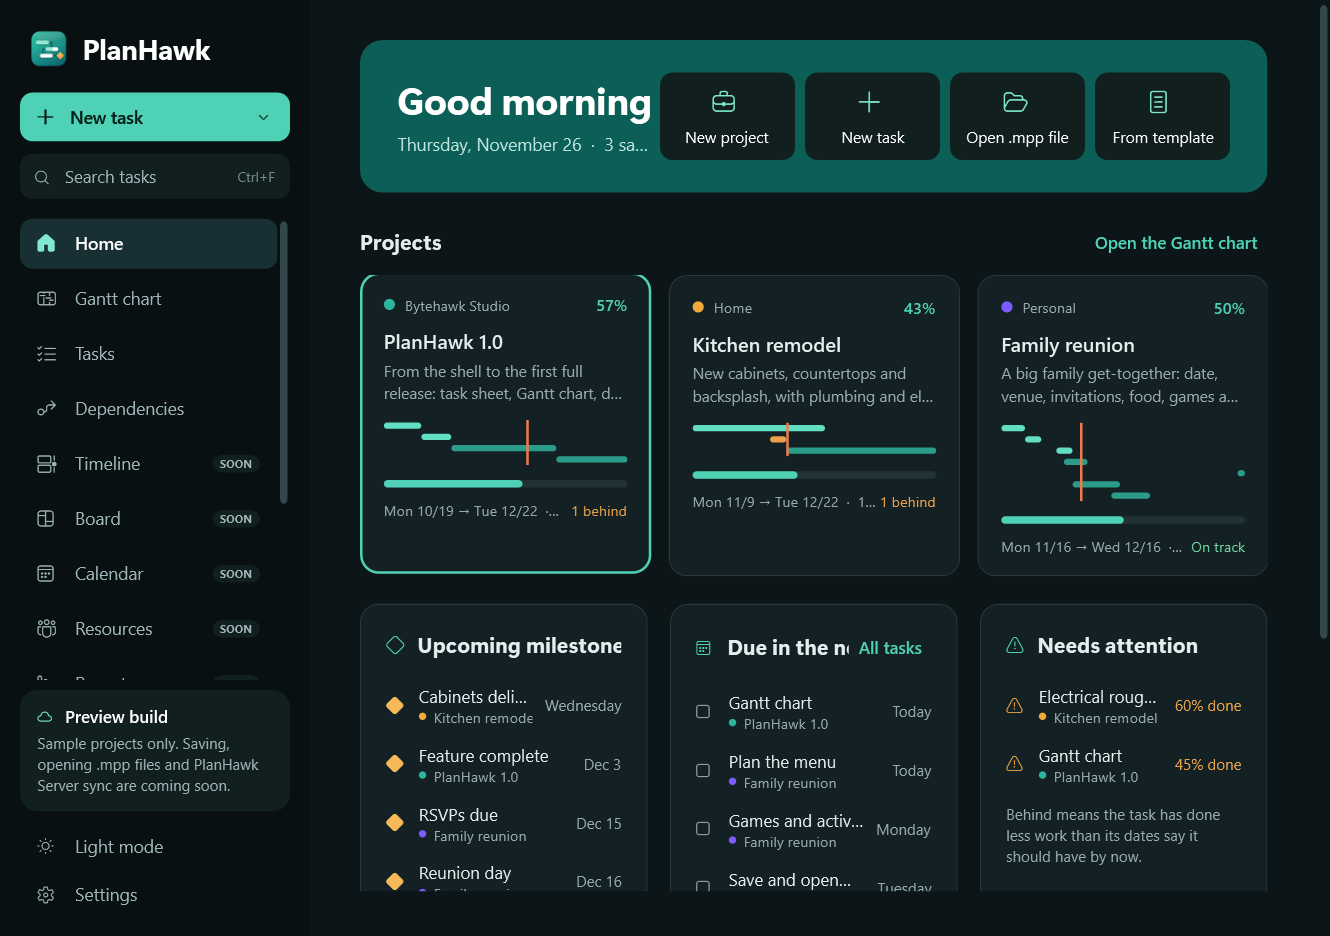 PlanHawk
New task
Search tasks Ctrl+F
Home
Gantt chart
Tasks
Dependencies
Timeline SOON
Board SOON
Calendar SOON
Resources SOON
Preview build
Sample projects only. Saving,
opening .mpp files and PlanHawk
Server sync are coming soon.
Light mode
Settings
Good morning
Thursday, November 26 · 3 sa...
New project
New task
Open .mpp file
From template
Projects
Open the Gantt chart
Bytehawk Studio 57%
PlanHawk 1.0
From the shell to the first full
release: task sheet, Gantt chart, d...
Mon 10/19 → Tue 12/22 ·... 1 behind
Home 43%
Kitchen remodel
New cabinets, countertops and
backsplash, with plumbing and el...
Mon 11/9 → Tue 12/22 · 1... 1 behind
Personal 50%
Family reunion
A big family get-together: date,
venue, invitations, food, games a...
Mon 11/16 → Wed 12/16 ·... On track
Upcoming milestone
Cabinets deli... Wednesday
Kitchen remode
Feature complete Dec 3
PlanHawk 1.0
RSVPs due Dec 15
Family reunion
Reunion day Dec 16
Due in the All tasks
Gantt chart Today
PlanHawk 1.0
Plan the menu Today
Family reunion
Games and activ... Monday
Family reunion
Save and open... Tuesday
Needs attention
Electrical roug... 60% done
Kitchen remodel
Gantt chart 45% done
PlanHawk 1.0
Behind means the task has done
less work than its dates say it
should have by now.